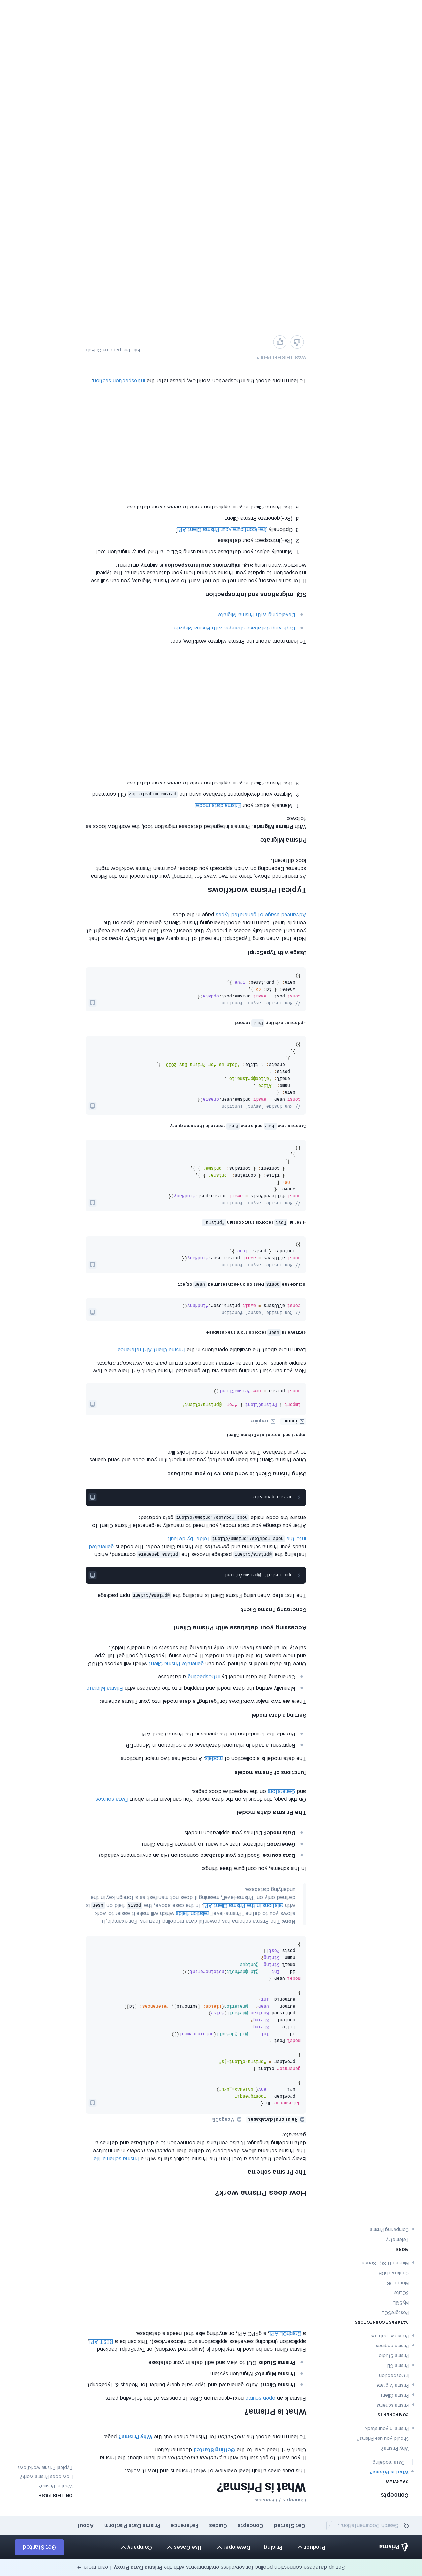 Set up database connection pooling for serverless environments with the Prisma Data Proxy. Learn more →
Prisma
Product
Pricing
Developer
Use Cases
Company
Get Started
Search Documentation...
Get Started
Concepts
Guides
Reference
Prisma Data Platform
About
Concepts
OVERVIEW
What is Prisma?
Data modeling
Why Prisma?
Should you use Prisma?
Prisma in your stack
COMPONENTS
Prisma schema
Prisma Client
Prisma Migrate
Introspection
Prisma CLI
Prisma Studio
Prisma engines
Preview features
DATABASE CONNECTORS
PostgreSQL
MySQL
SQLite
MongoDB
CockroachDB
Microsoft SQL Server
MORE
Telemetry
Comparing Prisma
Concepts / Overview
What is Prisma?
This page gives a high-level overview of what Prisma is and how it works.
If you want to get started with a practical introduction and learn about the Prisma
Client API, head over to the Getting Started documentation.
To learn more about the motivation for Prisma, check out the Why Prisma? page.
ON THIS PAGE
What is Prisma?
How does Prisma work?
Typical Prisma workflows
What is Prisma?
Prisma is an open source next-generation ORM. It consists of the following parts:
Prisma Client: Auto-generated and type-safe query builder for Node.js & TypeScript
Prisma Migrate: Migration system
Prisma Studio: GUI to view and edit data in your database
Prisma Client can be used in any Node.js (supported versions) or TypeScript backend
application (including serverless applications and microservices). This can be a REST API,
a GraphQL API, a gRPC API, or anything else that needs a database.
How does Prisma work?
The Prisma schema
Every project that uses a tool from the Prisma toolkit starts with a Prisma schema file.
The Prisma schema allows developers to define their application models in an intuitive
data modeling language. It also contains the connection to a database and defines a
generator:
Relational databases
MongoDB
datasource db {
provider = "postgresql"
url      = env("DATABASE_URL")
}
generator client {
provider = "prisma-client-js"
}
model Post {
id        Int     @id @default(autoincrement())
title     String
content   String?
published Boolean @default(false)
author    User?   @relation(fields: [authorId], references: [id])
authorId  Int?
}
model User {
id    Int    @id @default(autoincrement())
email String @unique
name  String?
posts Post[]
}
Note: The Prisma schema has powerful data modeling features. For example, it
allows you to define "Prisma-level" relation fields which will make it easier to work
with relations in the Prisma Client API. In the case above, the posts field on User is
defined only on "Prisma-level", meaning it does not manifest as a foreign key in the
underlying database.
In this schema, you configure three things:
Data source: Specifies your database connection (via an environment variable)
Generator: Indicates that you want to generate Prisma Client
Data model: Defines your application models
The Prisma data model
On this page, the focus is on the data model. You can learn more about Data sources
and Generators on the respective docs pages.
Functions of Prisma models
The data model is a collection of models. A model has two major functions:
Represent a table in relational databases or a collection in MongoDB
Provide the foundation for the queries in the Prisma Client API
Getting a data model
There are two major workflows for "getting" a data model into your Prisma schema:
Manually writing the data model and mapping it to the database with Prisma Migrate
Generating the data model by introspecting a database
Once the data model is defined, you can generate Prisma Client which will expose CRUD
and more queries for the defined models. If you're using TypeScript, you'll get full type-
safety for all queries (even when only retrieving the subsets of a model's fields).
Accessing your database with Prisma Client
Generating Prisma Client
The first step when using Prisma Client is installing the @prisma/client npm package:
npm install @prisma/client
Installing the @prisma/client package invokes the prisma generate command, which
reads your Prisma schema and generates the Prisma Client code. The code is generated
into the node_modules/.prisma/client folder by default.
After you change your data model, you'll need to manually re-generate Prisma Client to
ensure the code inside node_modules/.prisma/client gets updated:
prisma generate
Using Prisma Client to send queries to your database
Once Prisma Client has been generated, you can import it in your code and send queries
to your database. This is what the setup code looks like.
Import and instantiate Prisma Client
import
require
import { PrismaClient } from '@prisma/client'
const prisma = new PrismaClient()
Now you can start sending queries via the generated Prisma Client API, here are a few
sample queries. Note that all Prisma Client queries return plain old JavaScript objects.
Learn more about the available operations in the Prisma Client API reference.
Retrieve all User records from the database
// Run inside `async` function
const allUsers = await prisma.user.findMany()
Include the posts relation on each returned User object
// Run inside `async` function
const allUsers = await prisma.user.findMany({
include: { posts: true },
})
Filter all Post records that contain "prisma"
// Run inside `async` function
const filteredPosts = await prisma.post.findMany({
where: {
OR: [
{ title: { contains: 'prisma' } },
{ content: { contains: 'prisma' } },
],
},
})
Create a new User and a new Post record in the same query
// Run inside `async` function
const user = await prisma.user.create({
data: {
name: 'Alice',
email: 'alice@prisma.io',
posts: {
create: { title: 'Join us for Prisma Day 2020' },
},
},
})
Update an existing Post record
// Run inside `async` function
const post = await prisma.post.update({
where: { id: 42 },
data: { published: true },
})
Usage with TypeScript
Note that when using TypeScript, the result of this query will be statically typed so that
you can't accidentally access a property that doesn't exist (and any typos are caught at
compile-time). Learn more about leveraging Prisma Client's generated types on the
Advanced usage of generated types page in the docs.
Typical Prisma workflows
As mentioned above, there are two ways for "getting" your data model into the Prisma
schema. Depending on which approach you choose, your main Prisma workflow might
look different.
Prisma Migrate
With Prisma Migrate, Prisma's integrated database migration tool, the workflow looks as
follows:
1. Manually adjust your Prisma data model
2. Migrate your development database using the prisma migrate dev CLI command
3. Use Prisma Client in your application code to access your database
To learn more about the Prisma Migrate workflow, see:
Deploying database changes with Prisma Migrate
Developing with Prisma Migrate
SQL migrations and introspection
If for some reason, you can not or do not want to use Prisma Migrate, you can still use
introspection to update your Prisma schema from your database schema. The typical
workflow when using SQL migrations and introspection is slightly different:
1. Manually adjust your database schema using SQL or a third-party migration tool
2. (Re-)introspect your database
3. Optionally (re-)configure your Prisma Client API)
4. (Re-)generate Prisma Client
5. Use Prisma Client in your application code to access your database
To learn more about the introspection workflow, please refer the introspection section.
WAS THIS HELPFUL?
Edit this page on GitHub